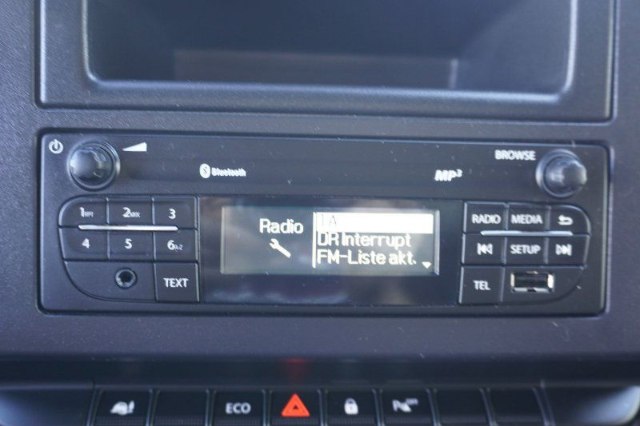 BROWSE
Bluetooth
MP3
1 2 3
RADIO MEDIA
Radio
TA
DR Interrupt
FM-Liste akt.
4 5 6
SETUP
TEXT
TEL
ECO
OFF